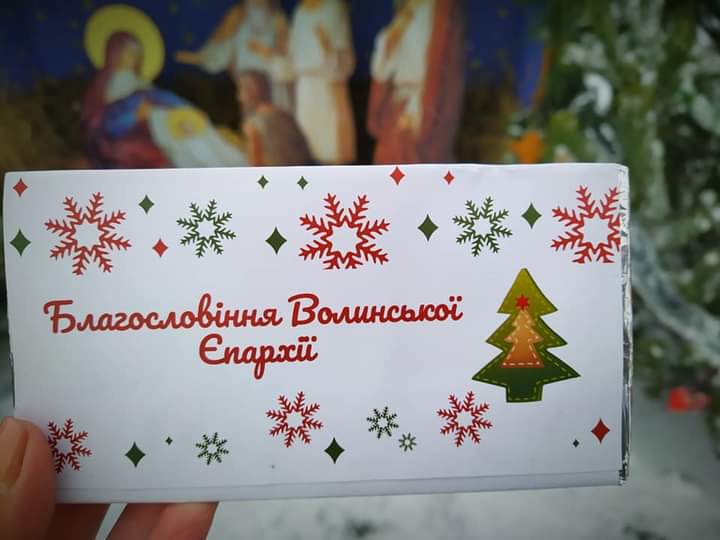 Благословіння Волинської
Єпархії